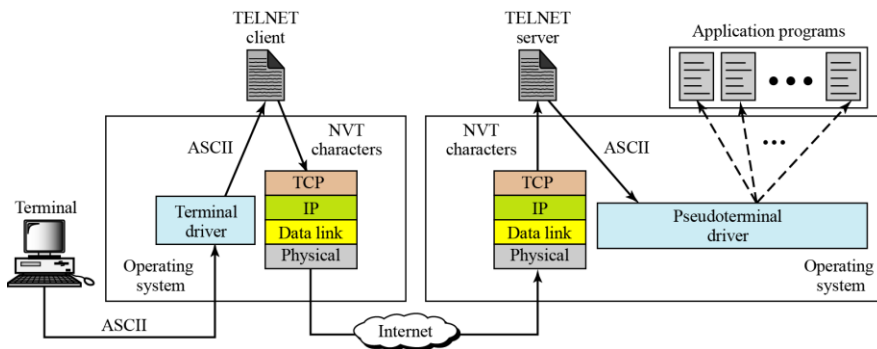 TELNET
client
TELNET
server
Application programs
NVT
characters
ASCII
NVT
characters
ASCII
Terminal
Terminal
driver
TCP
IP
Data link
Physical
TCP
IP
Data link
Physical
Pseudoterminal
driver
Operating
system
Operating
system
ASCII
Internet